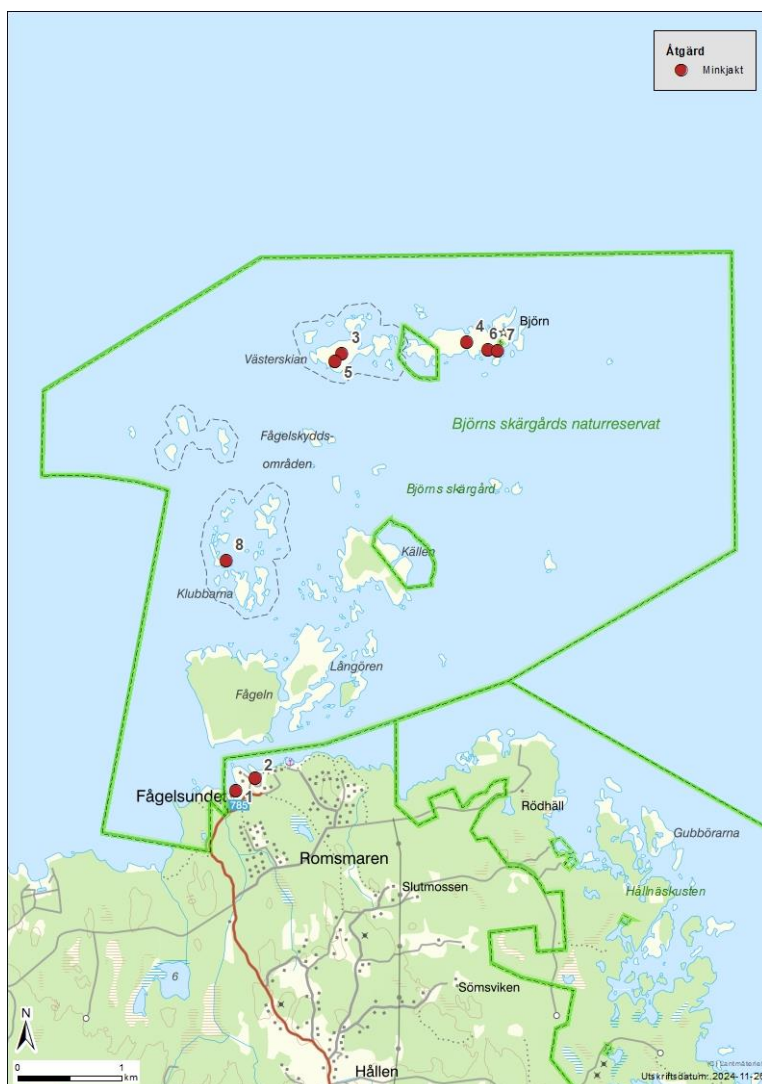 Åtgärd
Minkjakt
Björn
4
6
7
3
5
Västerskian
Björns skärgårds naturreservat
Fågelskydds-
områden
Björns skärgård
8
Källen
Klubbarna
Långören
Fågeln
2
1
Fågelsundet
785
Rödhäll
Gubbörarna
Romsmaren
Slutmossen
Hållnäskusten
6
Sömsviken
N
0 1
km
Hållen
Utskriftsdatum: 2024-11-26